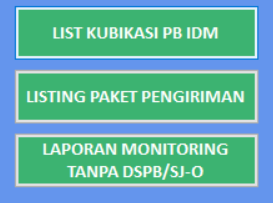 LIST KUBIKASI PB IDM
LISTING PAKET PENGIRIMAN
LAPORAN MONITORING
TANPA DSPB/SJ-O